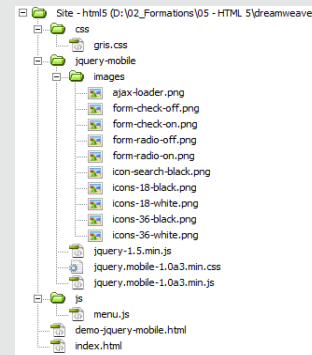 Site - html5 (D:\02_Formations\05 - HTML 5\dreamweave
css
gris.css
jquery-mobile
images
ajax-loader.png
form-check-off.png
form-check-on.png
form-radio-off.png
form-radio-on.png
icon-search-black.png
icons-18-black.png
icons-18-white.png
icons-36-black.png
icons-36-white.png
jquery-1.5.min.js
jquery.mobile-1.0a3.min.css
jquery.mobile-1.0a3.min.js
js
menu.js
demo-jquery-mobile.html
index.html